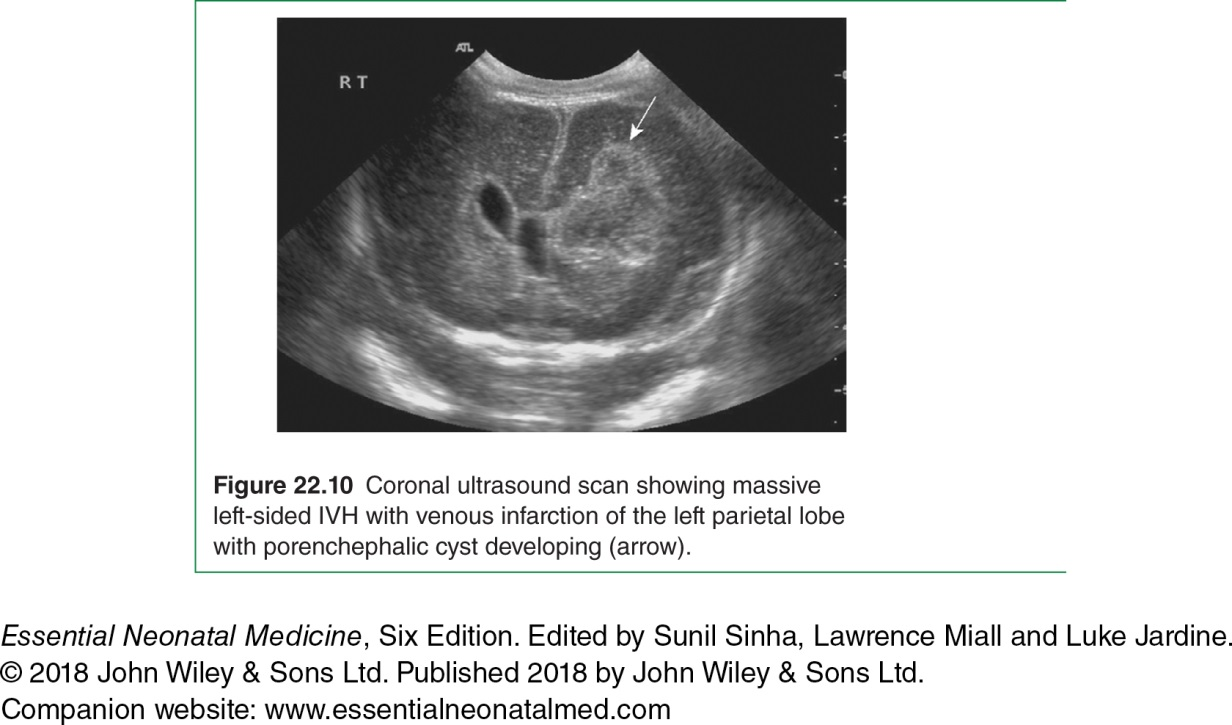 ATL
R T
Figure 22.10 Coronal ultrasound scan showing massive
left-sided IVH with venous infarction of the left parietal lobe
with porenchephalic cyst developing (arrow).
Essential Neonatal Medicine, Six Edition. Edited by Sunil Sinha, Lawrence Miall and Luke Jardine.
© 2018 John Wiley & Sons Ltd. Published 2018 by John Wiley & Sons Ltd.
Companion website: www.essentialneonatalmed.com